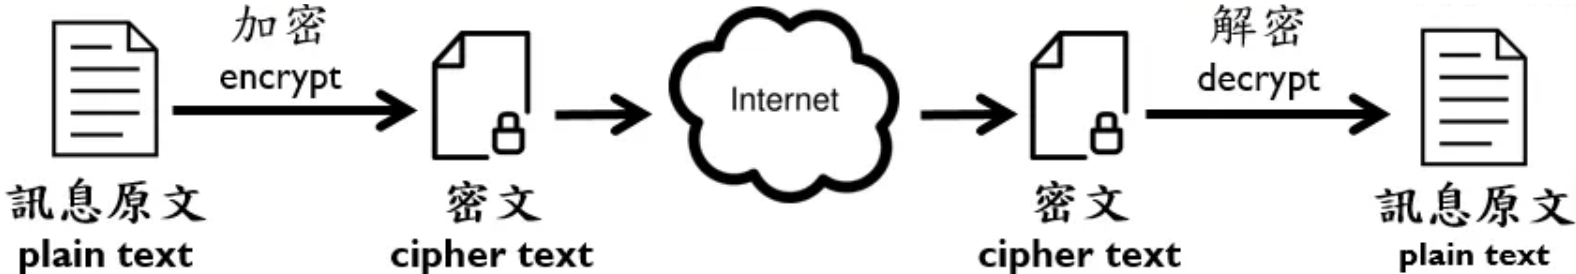 加密
encrypt
訊息原文
plain text
密文
cipher text
Internet
密文
cipher text
解密
decrypt
訊息原文
plain text